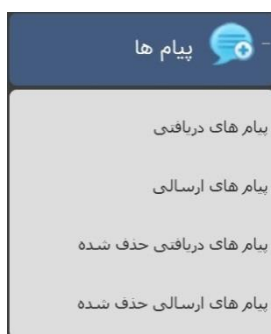 پیام ها
پیام های دریافتی
پیام های ارسالی
پیام های دریافتی حذف شده
پیام های ارسالی حذف شده